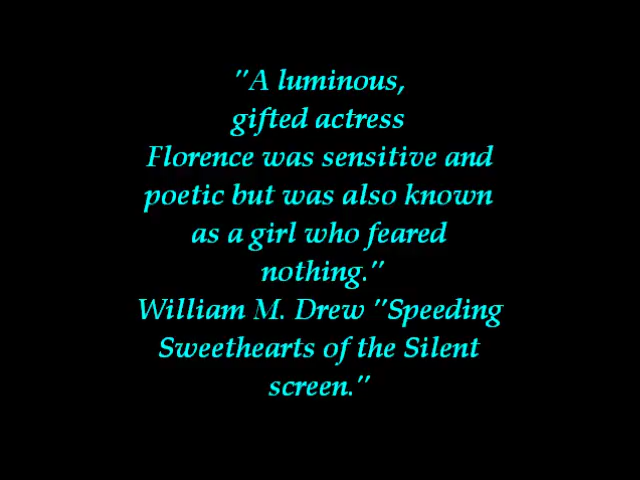 "A luminous,
gifted actress
Florence was sensitive and
poetic but was also known
as a girl who feared
nothing."
William M. Drew "Speeding
Sweethearts of the Silent
screen."